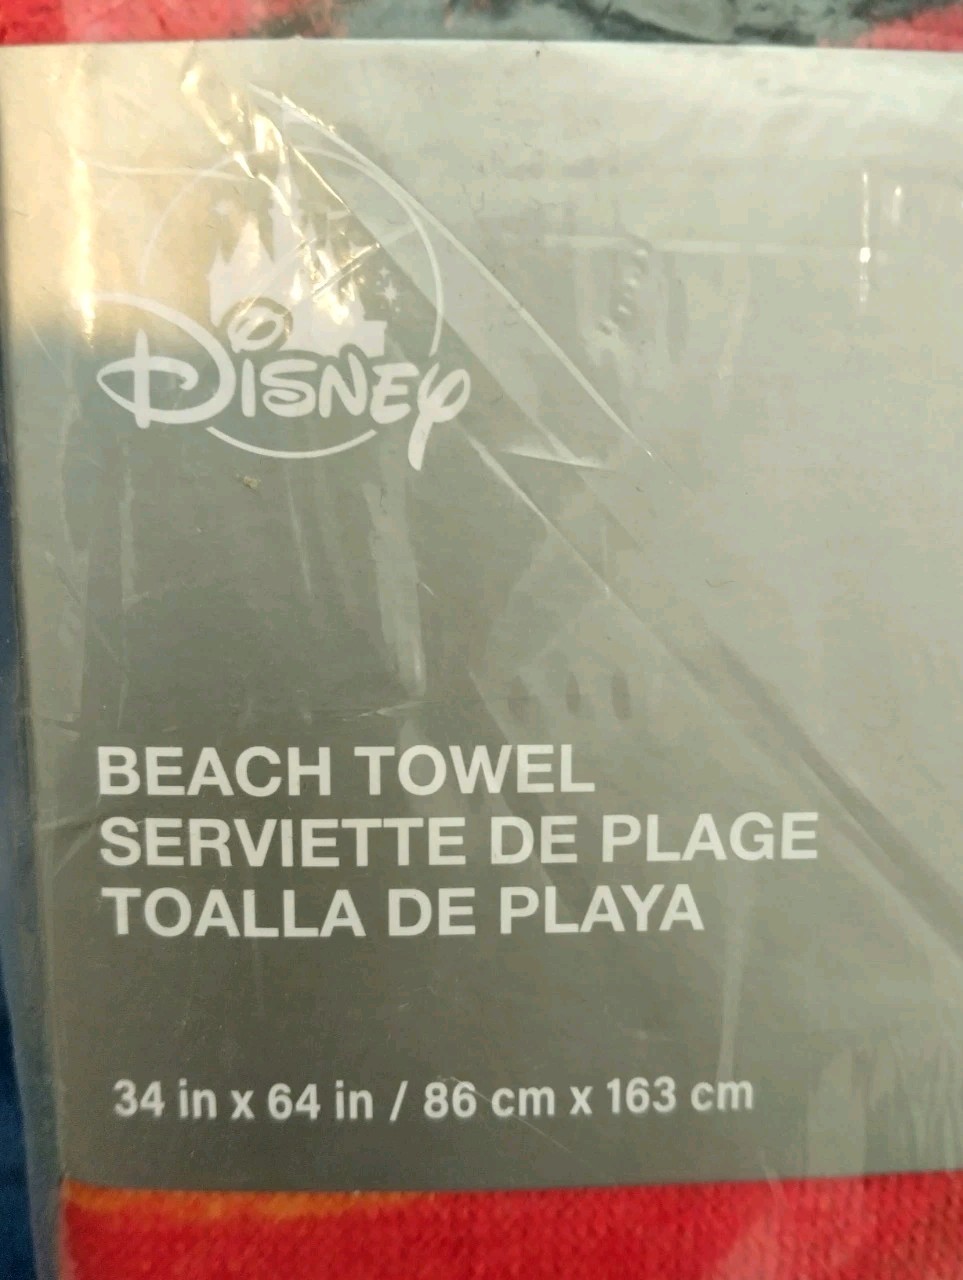 DISNEY
BEACH TOWEL
SERVIETTE DE PLAGE
TOALLA DE PLAYA
34 in x 64 in / 86 cm x 163 cm